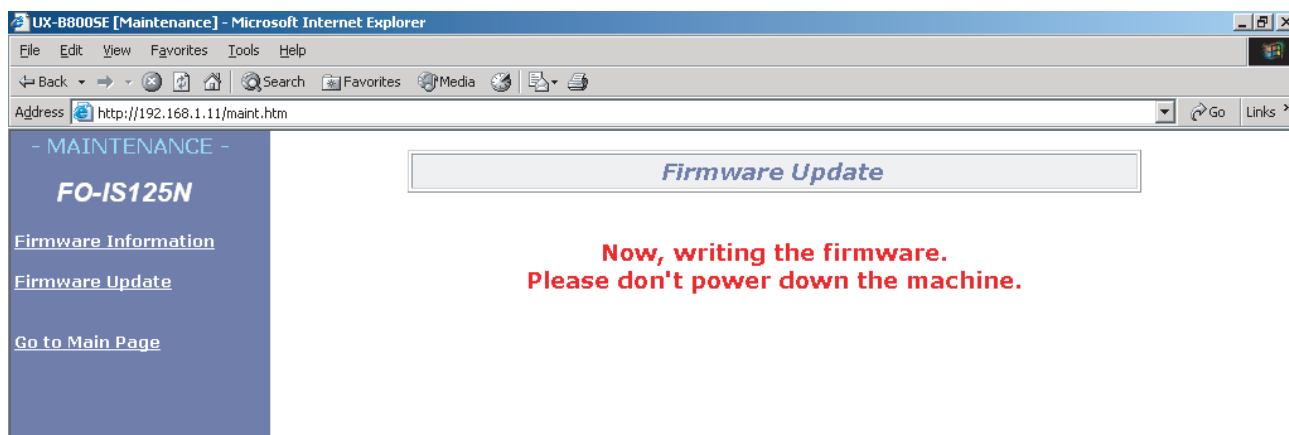 UX-B800SE [Maintenance] - Microsoft Internet Explorer
File Edit View Favorites Tools Help
Back Search Favorites Media
Address http://192.168.1.11/maint.htm Go Links »
- MAINTENANCE -
FO-IS125N
Firmware Information
Firmware Update
Go to Main Page
Firmware Update
Now, writing the firmware.
Please don't power down the machine.